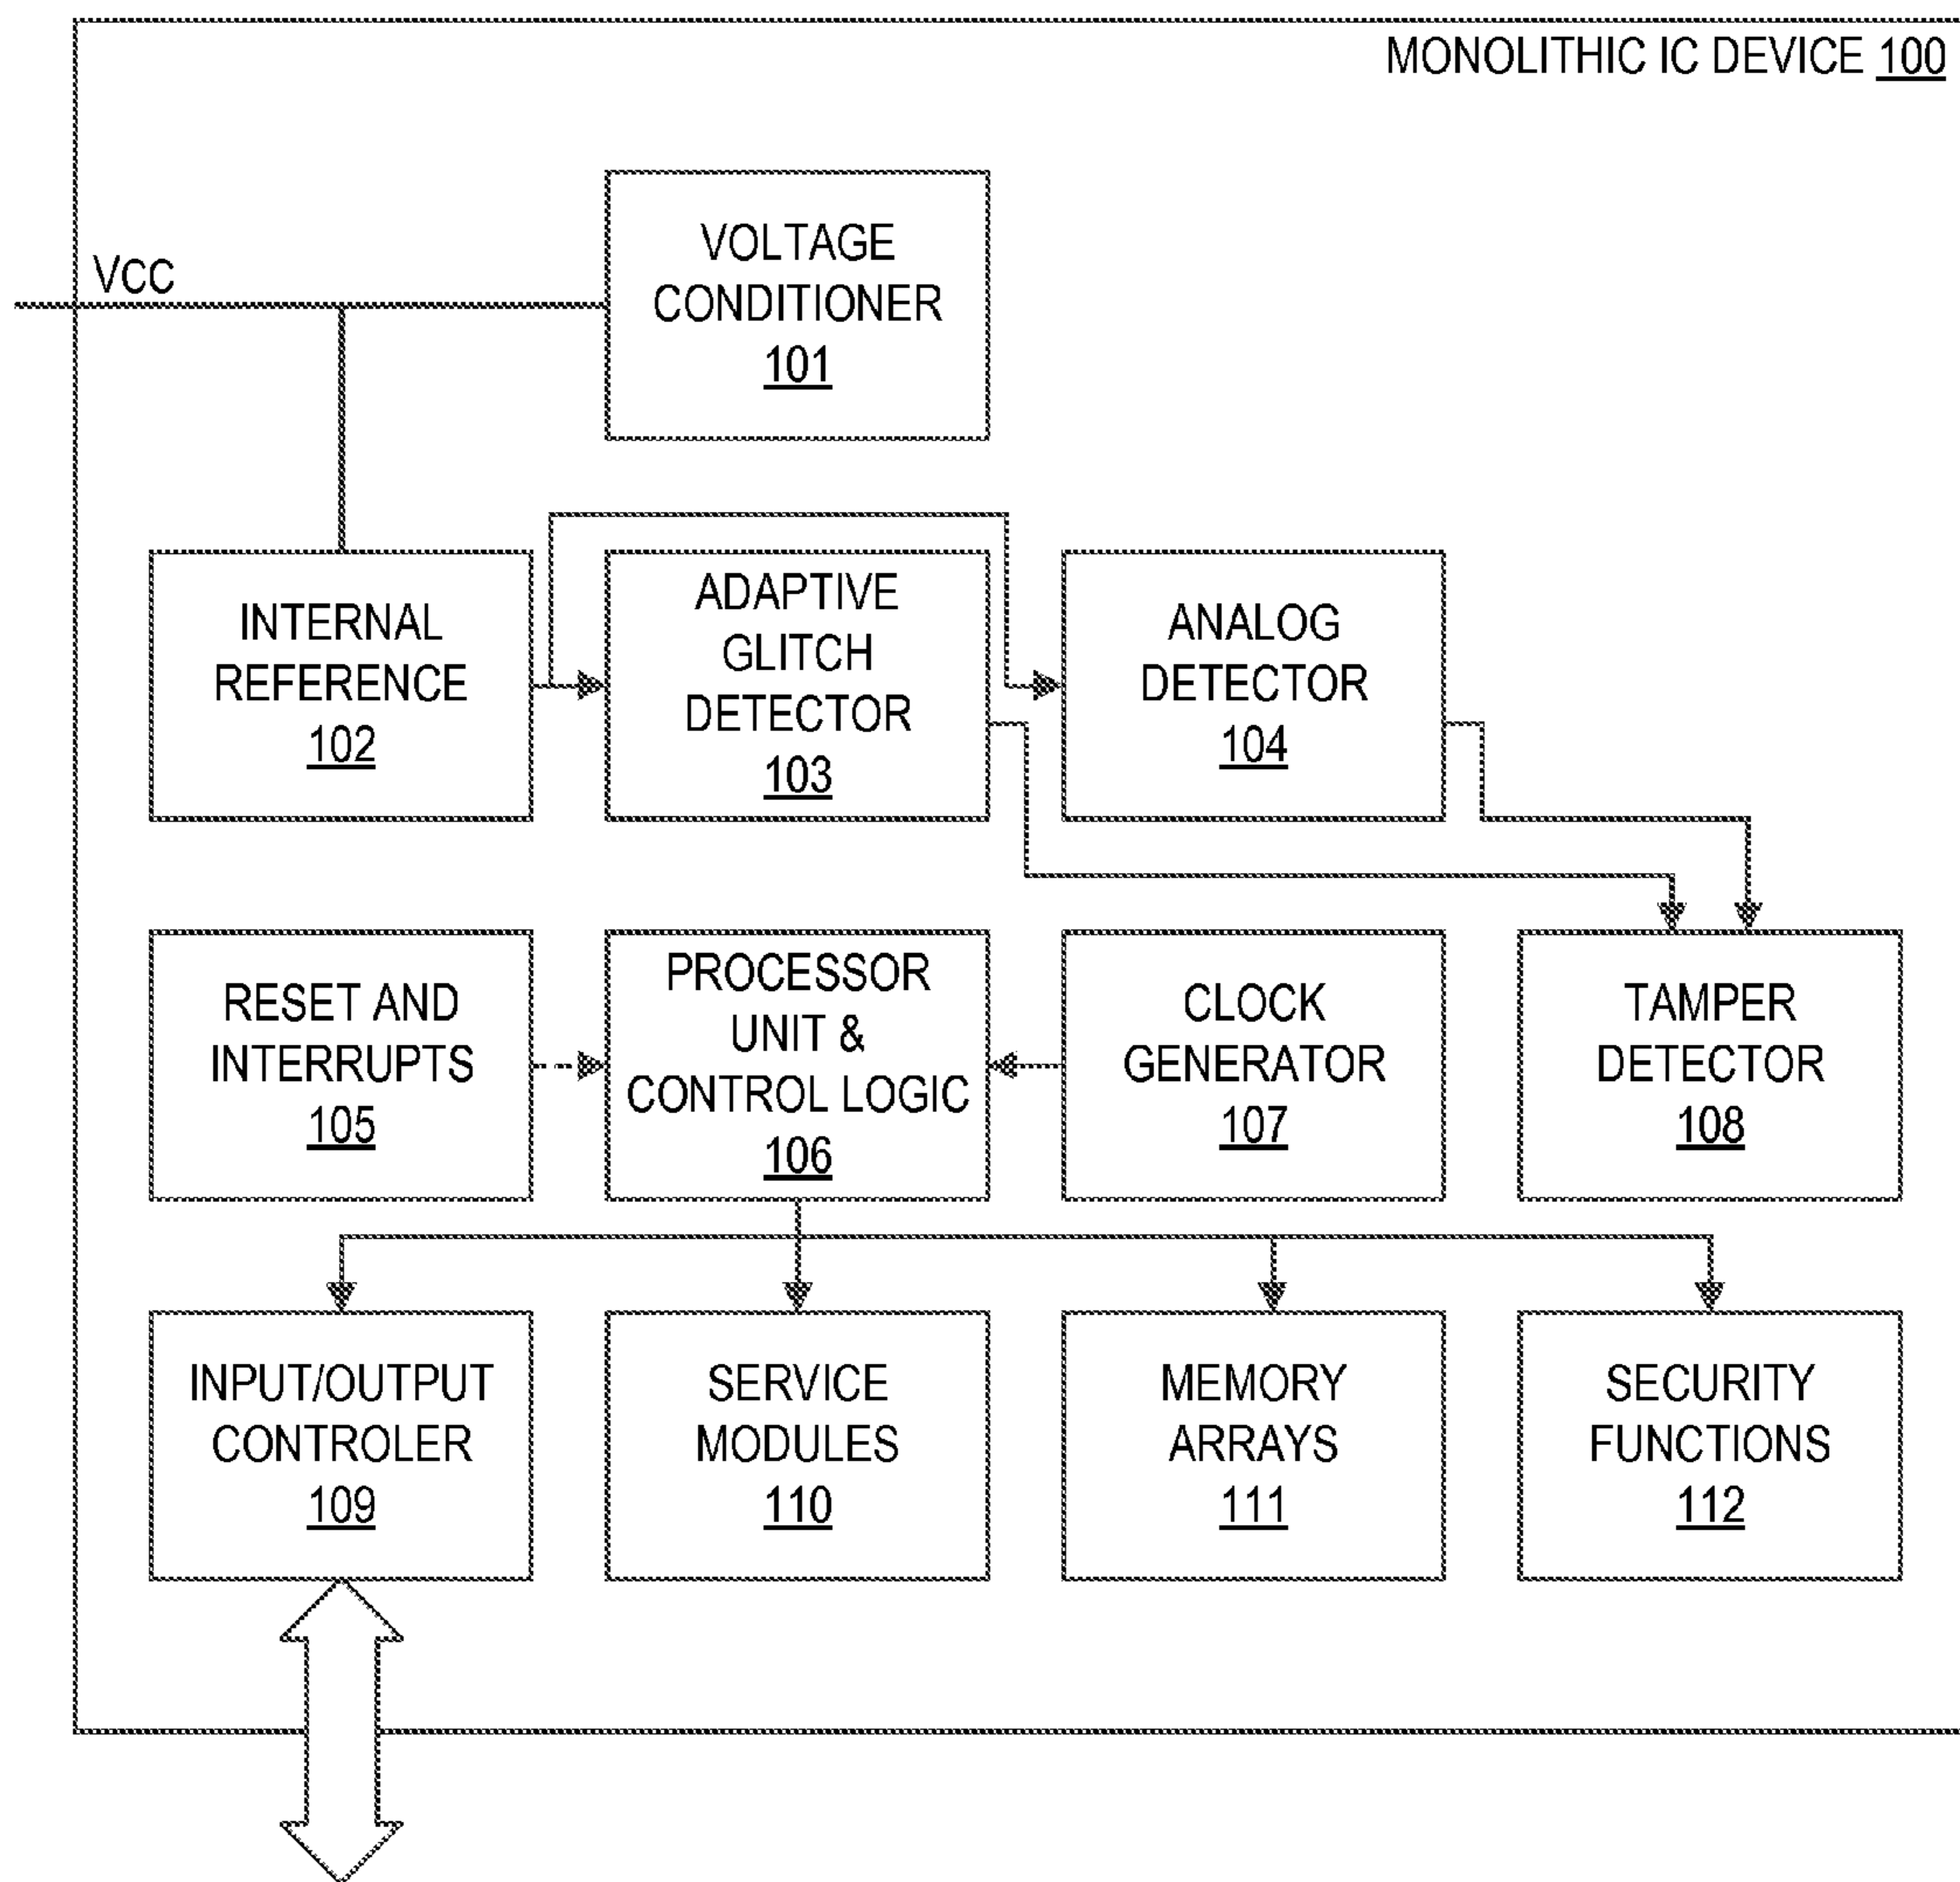 MONOLITHIC IC DEVICE 100
VCC
VOLTAGE
CONDITIONER
101
INTERNAL
REFERENCE
102
ADAPTIVE
GLITCH
DETECTOR
103
ANALOG
DETECTOR
104
RESET AND
INTERRUPTS
105
PROCESSOR
UNIT &
CONTROL LOGIC
106
CLOCK
GENERATOR
107
TAMPER
DETECTOR
108
INPUT/OUTPUT
CONTROLER
109
SERVICE
MODULES
110
MEMORY
ARRAYS
111
SECURITY
FUNCTIONS
112